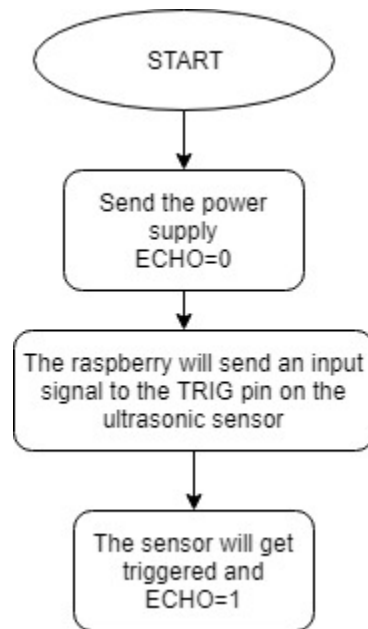 START
Send the power
supply
ECHO=0
The raspberry will send an input
signal to the TRIG pin on the
ultrasonic sensor
The sensor will get
triggered and
ECHO=1